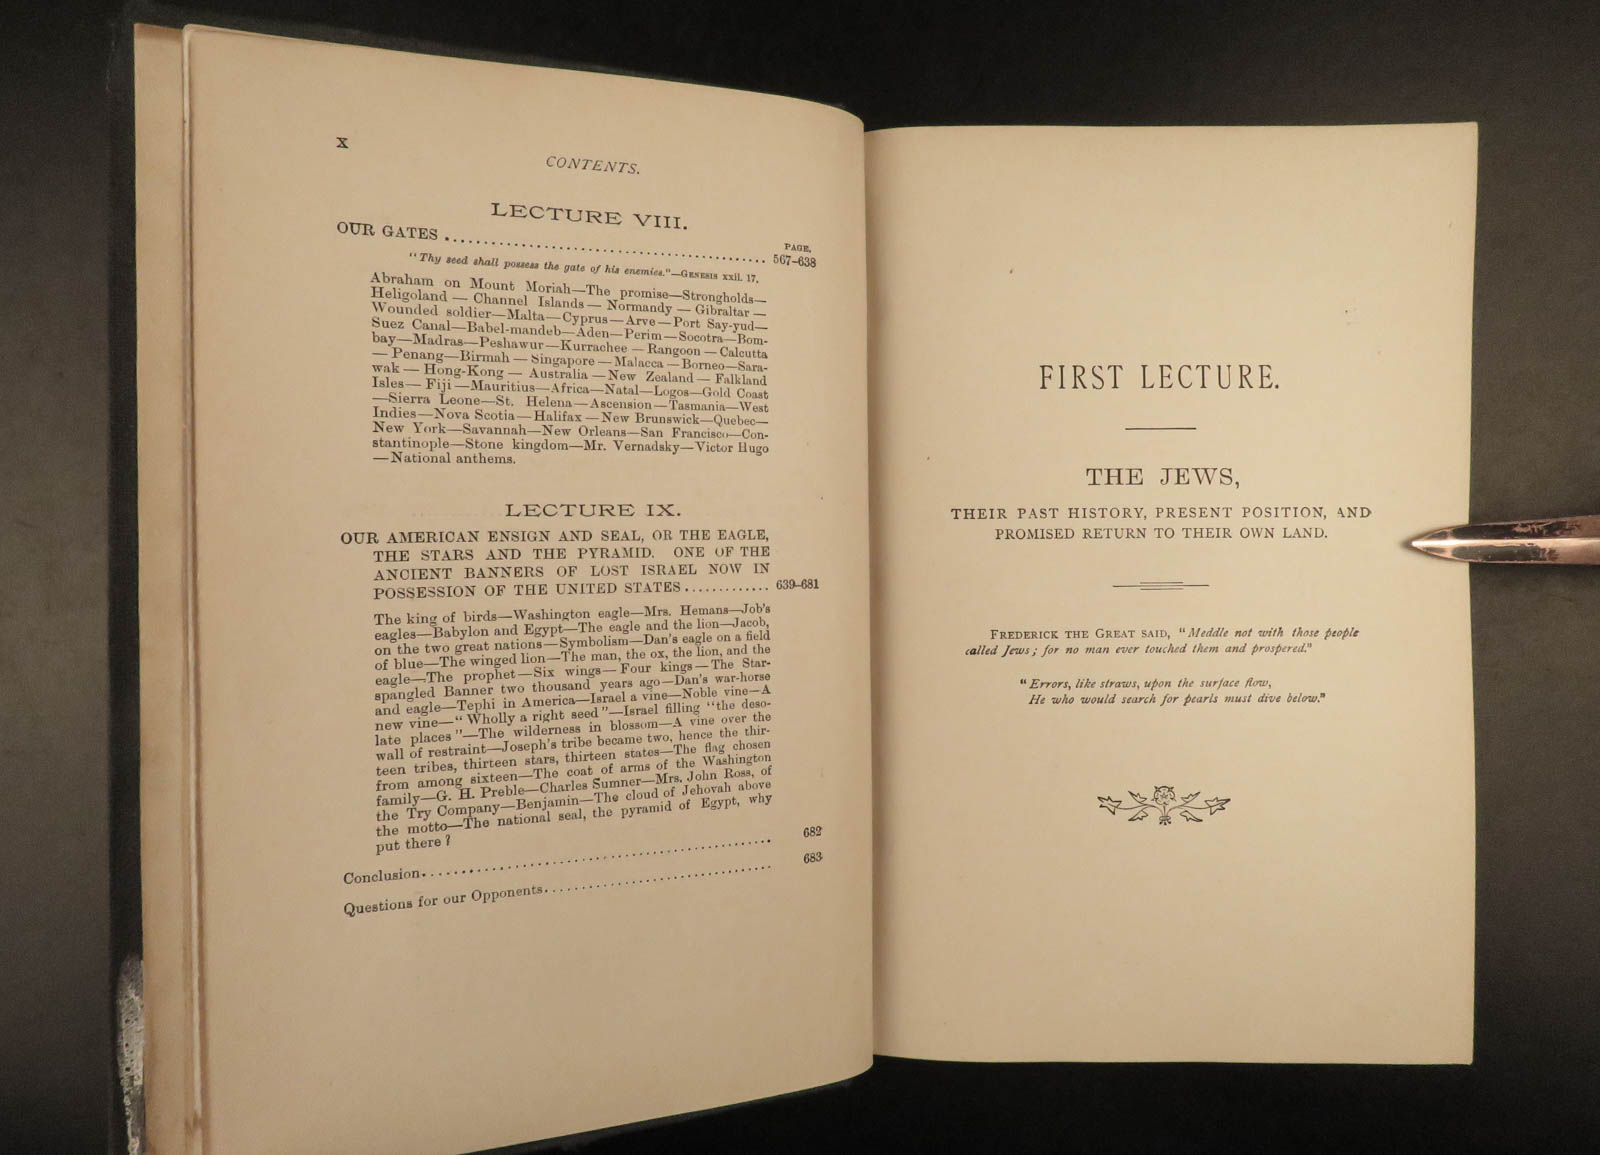 X
CONTENTS.
LECTURE VIII.
PAGE.
OUR GATES ........ 567–638
"Thy seed shall possess the gate of his enemies."—GENESIS xxii. 17.
Abraham on Mount Moriah—The promise—Strongholds—
Heligoland — Channel Islands — Normandy — Gibraltar —
Wounded soldier—Malta—Cyprus—Arve—Port Say-yud—
Suez Canal—Babel-mandeb—Aden—Perim—Socotra—Bom-
bay—Madras—Peshawur—Kurrachee—Rangoon—Calcutta
—Penang—Birmah—Singapore—Malacca—Borneo—Sara-
wak—Hong-Kong—Australia—New Zealand—Falkland
Isles—Fiji—Mauritius—Africa—Natal—Logos—Gold Coast
—Sierra Leone—St. Helena—Ascension—Tasmania—West
Indies—Nova Scotia—Halifax—New Brunswick—Quebec—
New York—Savannah—New Orleans—San Francisco—Con-
stantinople—Stone kingdom—Mr. Vernadsky—Victor Hugo
—National anthems.
LECTURE IX.
OUR AMERICAN ENSIGN AND SEAL, OR THE EAGLE,
THE STARS AND THE PYRAMID. ONE OF THE
ANCIENT BANNERS OF LOST ISRAEL NOW IN
POSSESSION OF THE UNITED STATES ............ 639–681
The king of birds—Washington eagle—Mrs. Hemans—Job's
eagles—Babylon and Egypt—The eagle and the lion—Jacob,
on the two great nations—Symbolism—Dan's eagle on a field
of blue—The winged lion—The man, the ox, the lion, and the
eagle—The prophet—Six wings—Four kings—The Star-
spangled Banner two thousand years ago—Dan's war-horse
and eagle—Tephi in America—Israel a vine—Noble vine—A
new vine—"Wholly a right seed"—Israel filling "the deso-
late places"—The wilderness in blossom—A vine over the
wall of restraint—Joseph's tribe became two, hence the thir-
teen tribes, thirteen stars, thirteen states—The flag chosen
from among sixteen—The coat of arms of the Washington
family—G. H. Preble—Charles Sumner—Mrs. John Ross, of
the Try Company—Benjamin—The cloud of Jehovah above
the motto—The national seal, the pyramid of Egypt, why
put there?
Conclusion........ 682
Questions for our Opponents........ 683
FIRST LECTURE.
THE JEWS,
THEIR PAST HISTORY, PRESENT POSITION, AND
PROMISED RETURN TO THEIR OWN LAND.
FREDERICK THE GREAT SAID, "Meddle not with those people
called Jews; for no man ever touched them and prospered."
"Errors, like straws, upon the surface flow,
He who would search for pearls must dive below."